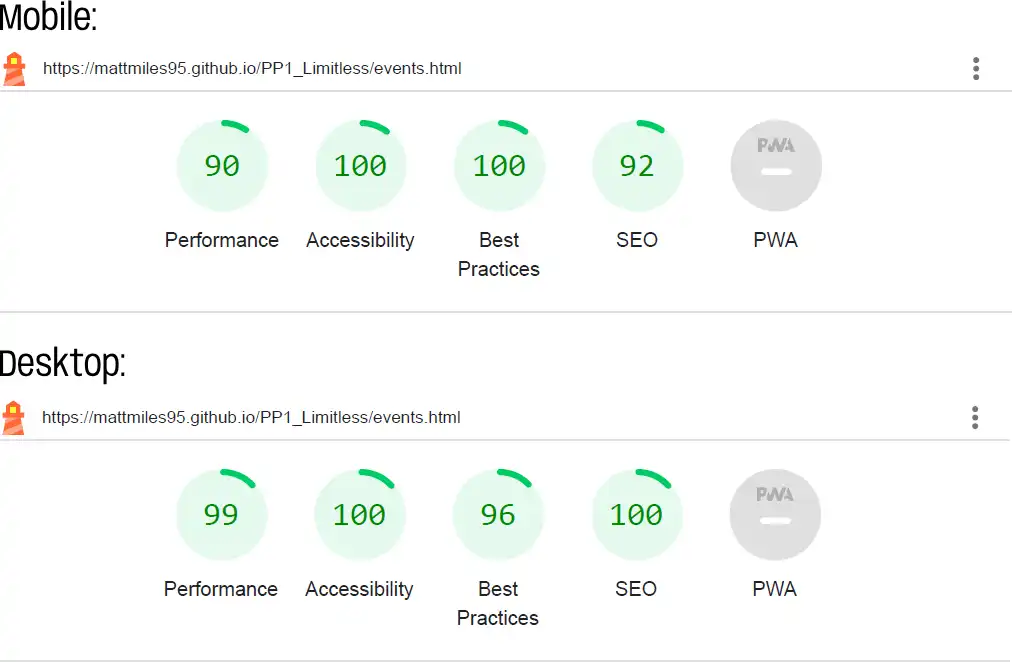 Mobile:
https://mattmiles95.github.io/PP1_Limitless/events.html
90 100 100 92 PWA
Performance Accessibility Best Practices SEO PWA
Desktop:
https://mattmiles95.github.io/PP1_Limitless/events.html
99 100 96 100 PWA
Performance Accessibility Best Practices SEO PWA